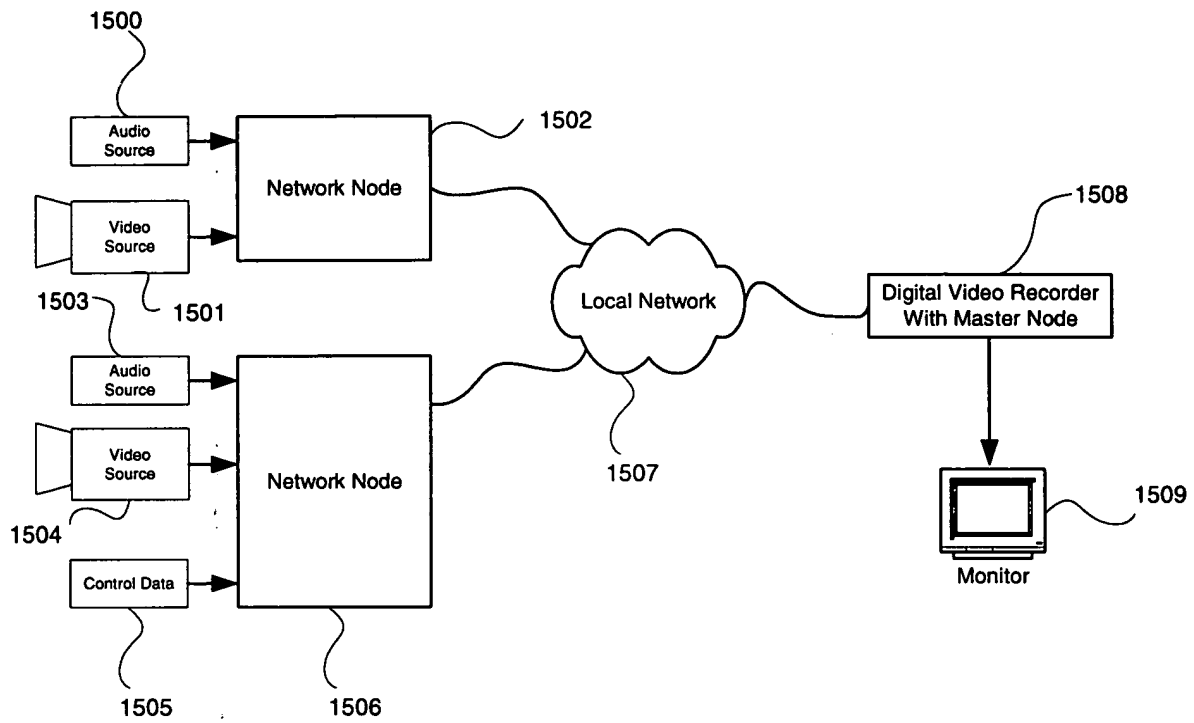 1500
Audio
Source
1502
Network Node
Video
Source
1501
1508
Local Network
Digital Video Recorder
With Master Node
1503
Audio
Source
Video
Source
1504
Network Node
1507
1509
Monitor
Control Data
1505
1506